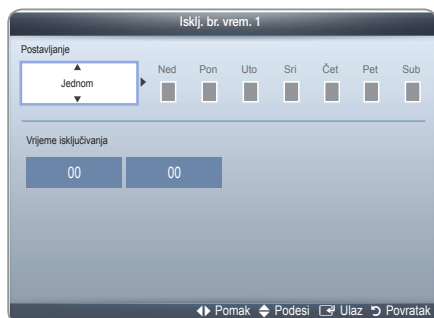 Isklj. br. vrem. 1
Postavljanje
Jednom
Ned Pon Uto Sri Čet Pet Sub
Vrijeme isključivanja
00 00
Pomak Podesi Ulaz Povratak